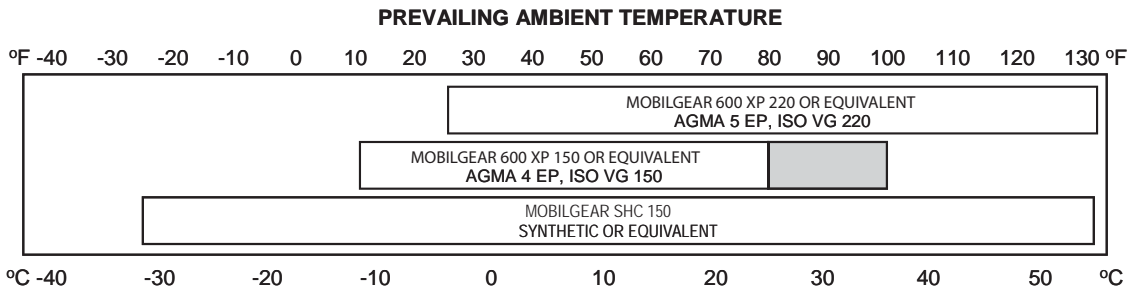 PREVAILING AMBIENT TEMPERATURE
ºF -40 -30 -20 -10 0 10 20 30 40 50 60 70 80 90 100 110 120 130 ºF
MOBILGEAR 600 XP 220 OR EQUIVALENT
AGMA 5 EP, ISO VG 220
MOBILGEAR 600 XP 150 OR EQUIVALENT
AGMA 4 EP, ISO VG 150
MOBILGEAR SHC 150
SYNTHETIC OR EQUIVALENT
ºC -40 -30 -20 -10 0 10 20 30 40 50 ºC